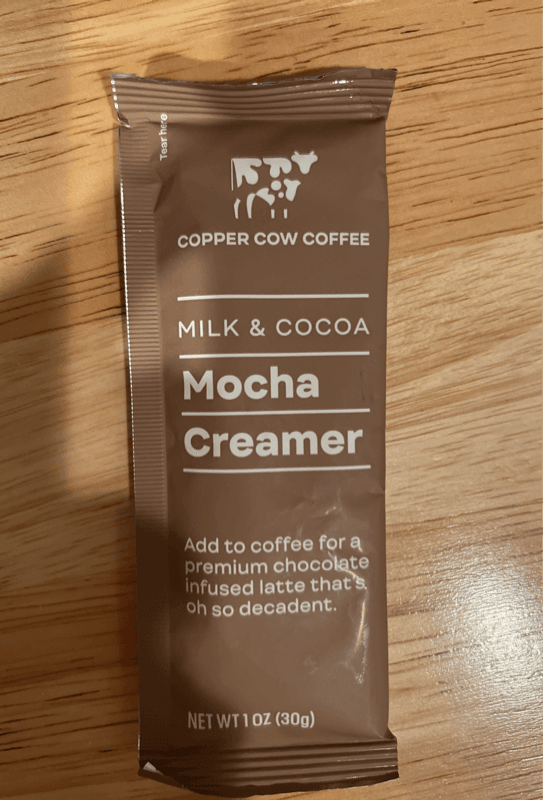 Tear here
COPPER COW COFFEE
MILK & COCOA
Mocha
Creamer
Add to coffee for a
premium chocolate
infused latte that's
oh so decadent.
NET WT 1 OZ (30g)